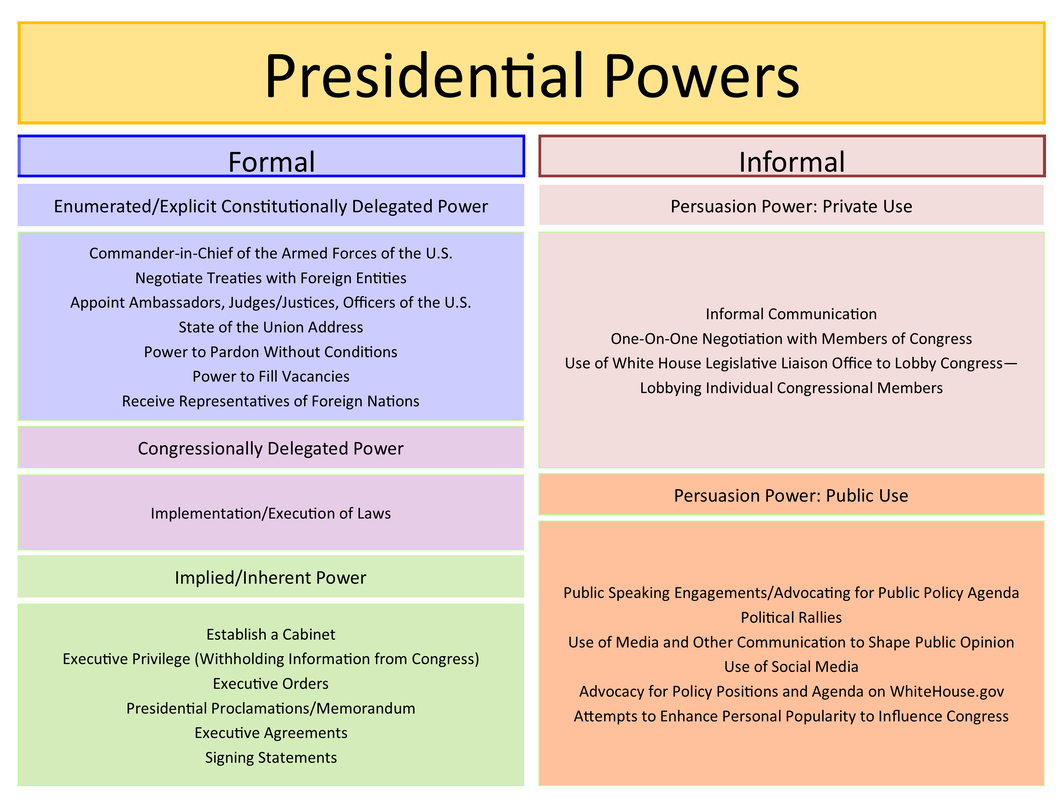 Presidential Powers
Formal
Enumerated/Explicit Constitutionally Delegated Power
Commander-in-Chief of the Armed Forces of the U.S.
Negotiate Treaties with Foreign Entities
Appoint Ambassadors, Judges/Justices, Officers of the U.S.
State of the Union Address
Power to Pardon Without Conditions
Power to Fill Vacancies
Receive Representatives of Foreign Nations
Congressionally Delegated Power
Implementation/Execution of Laws
Implied/Inherent Power
Establish a Cabinet
Executive Privilege (Withholding Information from Congress)
Executive Orders
Presidential Proclamations/Memorandum
Executive Agreements
Signing Statements
Informal
Persuasion Power: Private Use
Informal Communication
One-On-One Negotiation with Members of Congress
Use of White House Legislative Liaison Office to Lobby Congress—
Lobbying Individual Congressional Members
Persuasion Power: Public Use
Public Speaking Engagements/Advocating for Public Policy Agenda
Political Rallies
Use of Media and Other Communication to Shape Public Opinion
Use of Social Media
Advocacy for Policy Positions and Agenda on WhiteHouse.gov
Attempts to Enhance Personal Popularity to Influence Congress